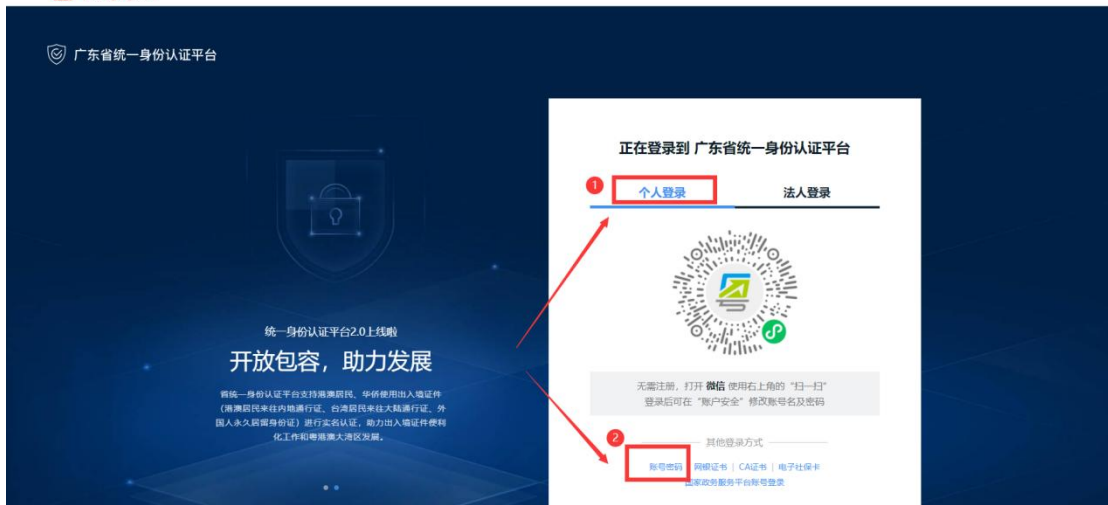 广东省统一身份认证平台
统一身份认证平台2.0上线啦
开放包容，助力发展
省统一身份认证平台支持港澳居民、华侨使用出入境证件
（港澳居民来往内地通行证、台湾居民来往大陆通行证、外
国人永久居留身份证）进行实名认证，助力出入境证件便利
化工作和粤港澳大湾区发展。
正在登录到 广东省统一身份认证平台
1 个人登录 法人登录
无需注册，打开 微信 使用右上角的“扫一扫”
登录后可在“账户安全”修改账号名及密码
2 其他登录方式
账号密码 | 网银证书 | CA证书 | 电子社保卡
国家政务服务平台账号登录